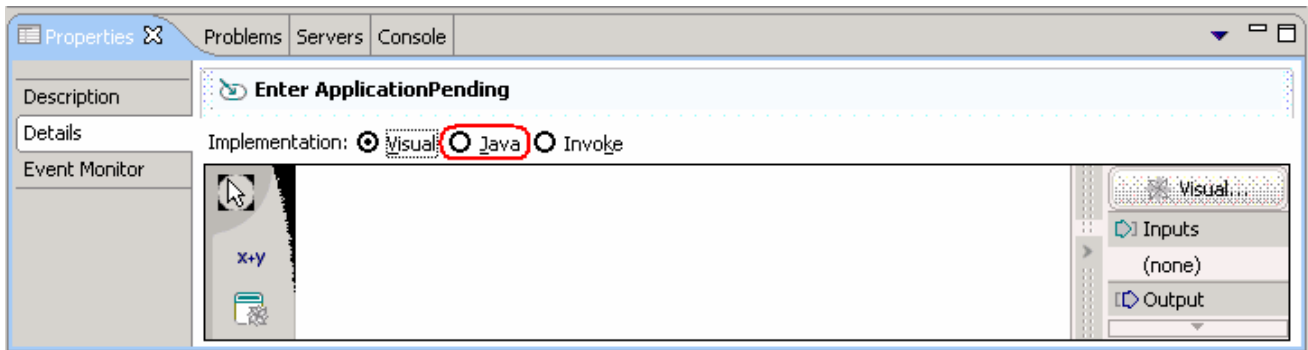 Properties Problems Servers Console
Description
Details
Event Monitor
Enter ApplicationPending
Implementation: Visual Java Invoke
x+y
Visual...
Inputs
(none)
Output